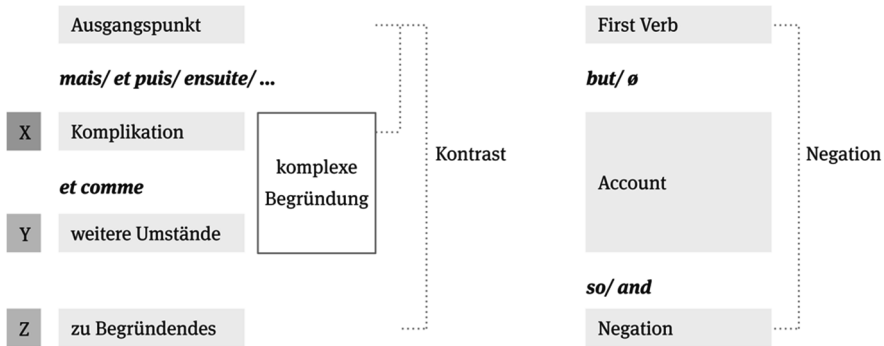 Ausgangspunkt
mais/ et puis/ ensuite/ ...
X
Komplikation
et comme
Y
weitere Umstände
komplexe
Begründung
Z
zu Begründendes
Kontrast
First Verb
but/ ø
Account
so/ and
Negation
Negation